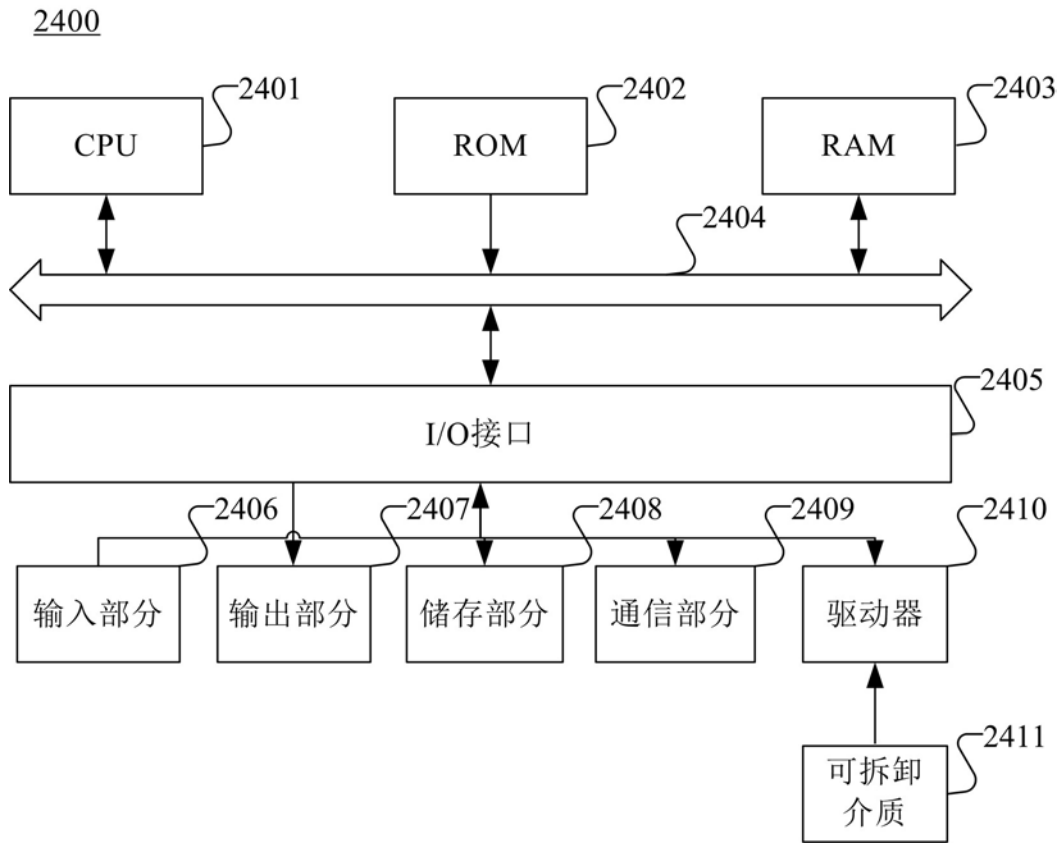 2400
2401
2402
2403
CPU
ROM
RAM
2404
2405
I/O接口
2406
2407
2408
2409
2410
输入部分
输出部分
储存部分
通信部分
驱动器
2411
可拆卸
介质